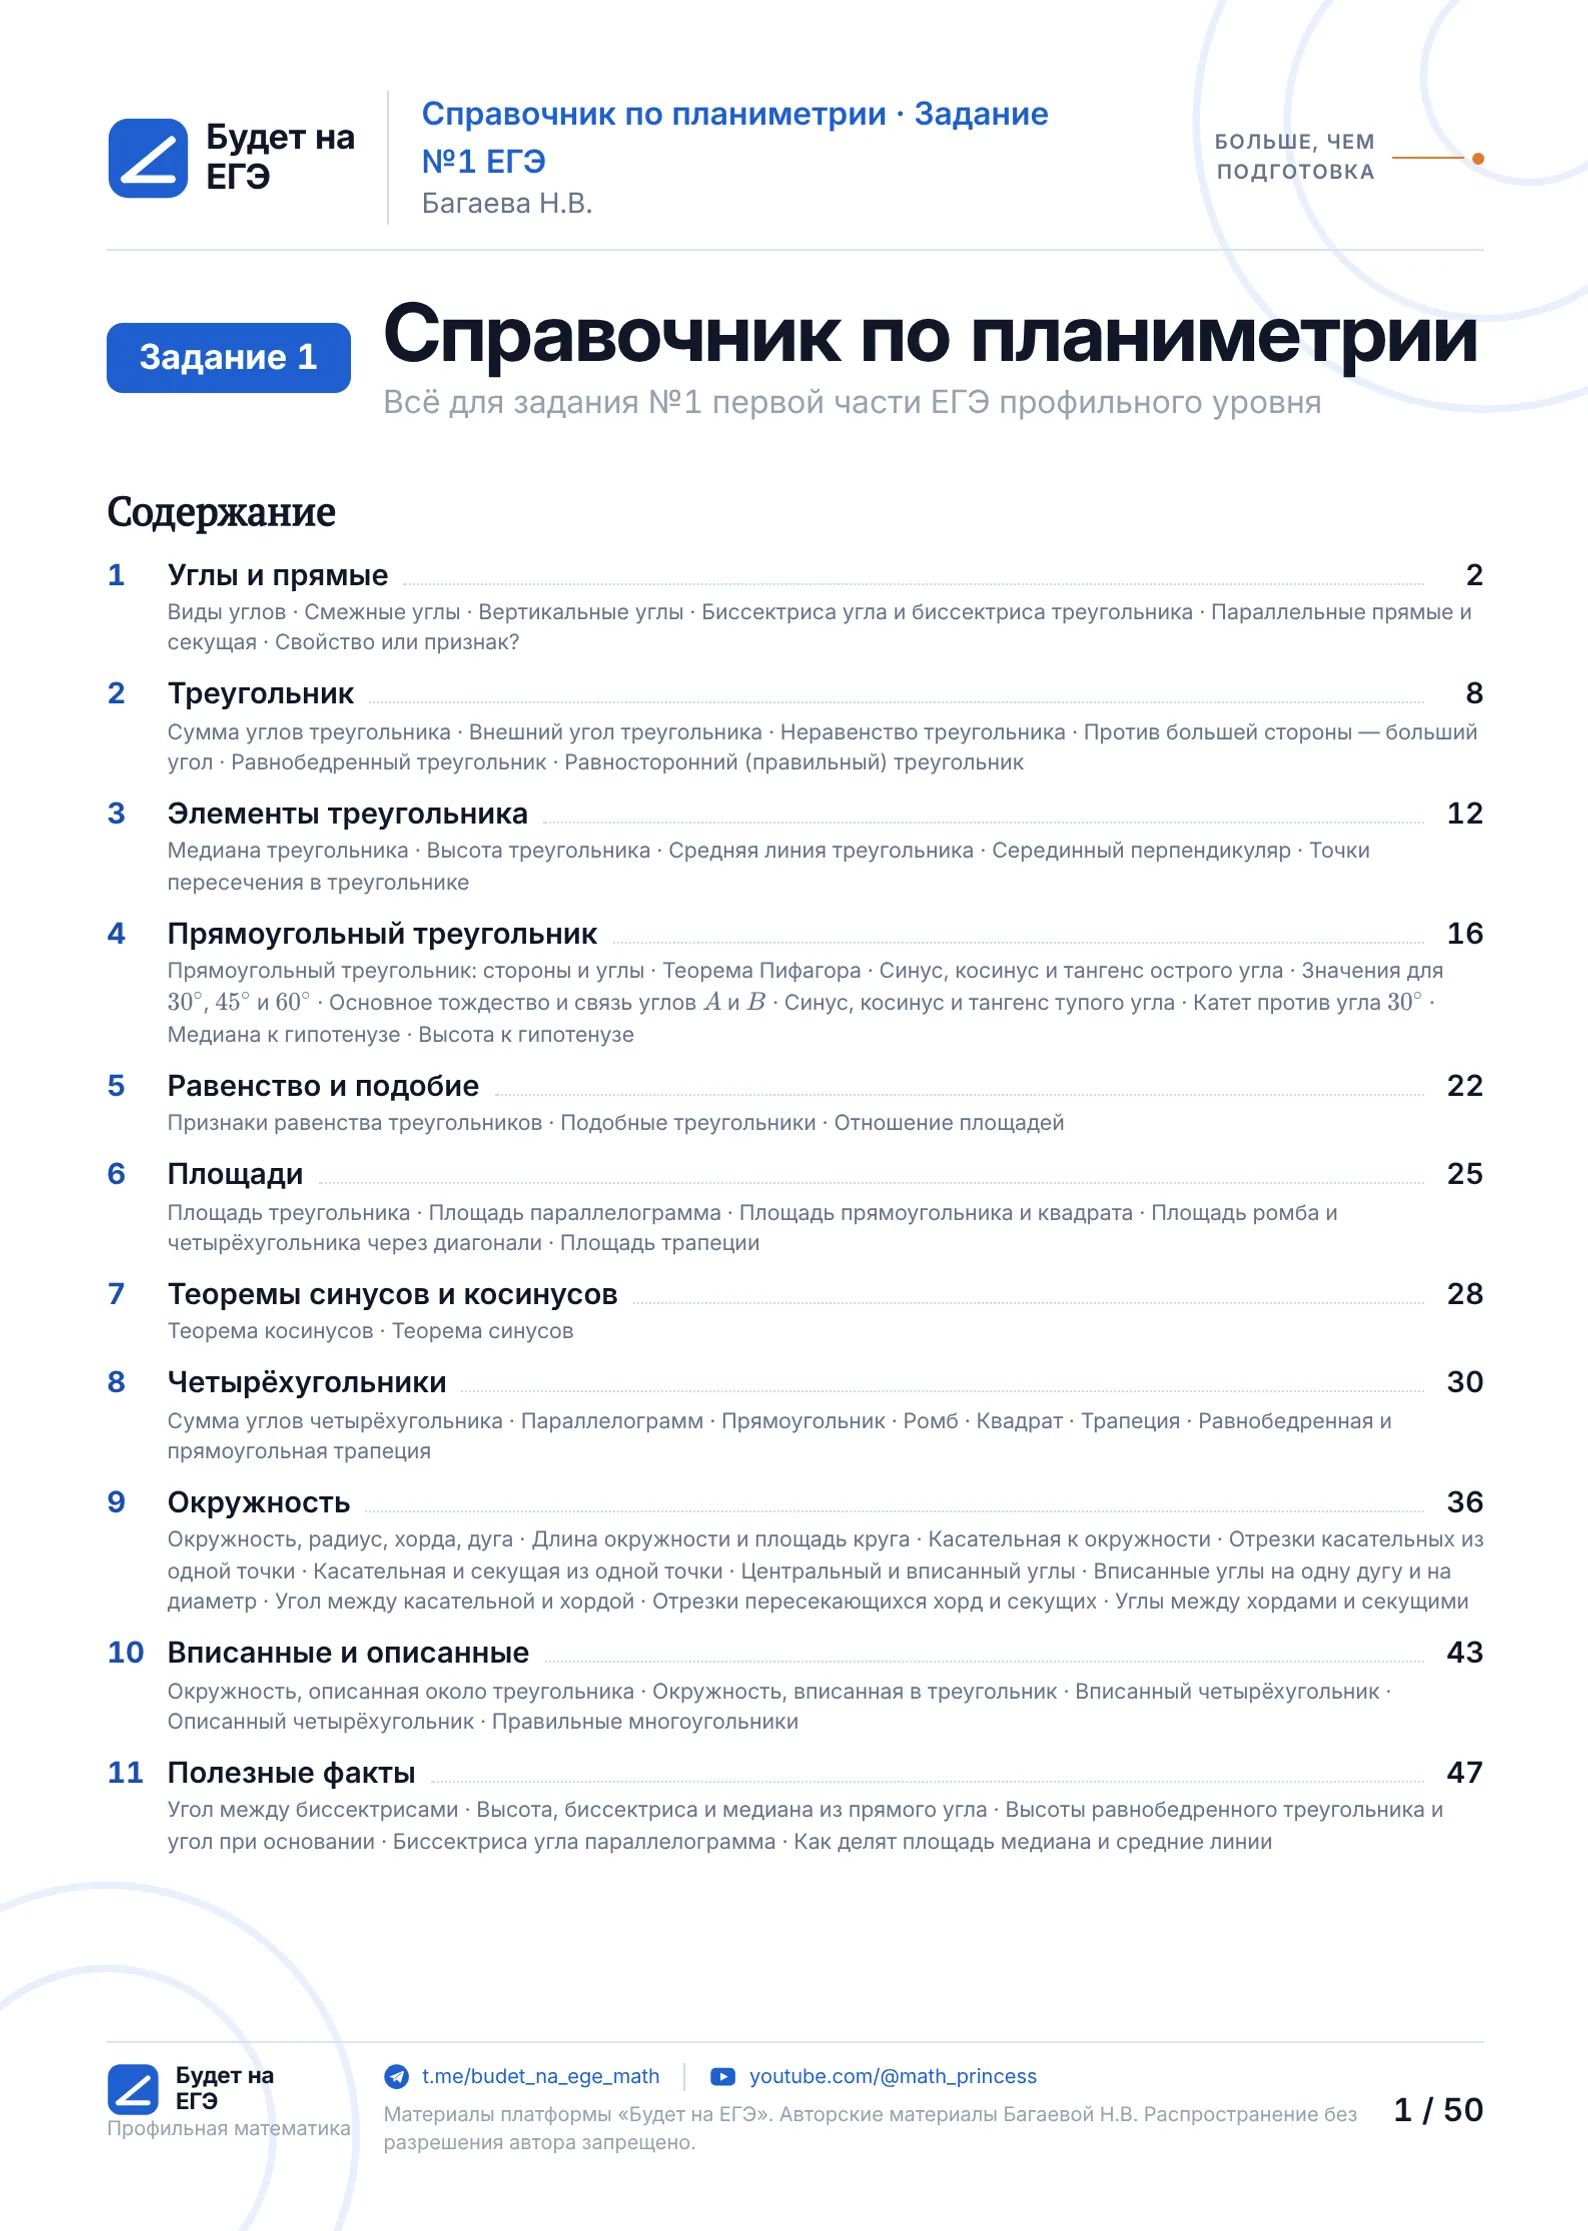 Будет на
ЕГЭ
Справочник по планиметрии · Задание
№1 ЕГЭ
Багаева Н.В.
БОЛЬШЕ, ЧЕМ
ПОДГОТОВКА
Задание 1
Справочник по планиметрии
Всё для задания №1 первой части ЕГЭ профильного уровня
Содержание
1 Углы и прямые 2
Виды углов · Смежные углы · Вертикальные углы · Биссектриса угла и биссектриса треугольника · Параллельные прямые и
секущая · Свойство или признак?
2 Треугольник 8
Сумма углов треугольника · Внешний угол треугольника · Неравенство треугольника · Против большей стороны — больший
угол · Равнобедренный треугольник · Равносторонний (правильный) треугольник
3 Элементы треугольника 12
Медиана треугольника · Высота треугольника · Средняя линия треугольника · Серединный перпендикуляр · Точки
пересечения в треугольнике
4 Прямоугольный треугольник 16
Прямоугольный треугольник: стороны и углы · Теорема Пифагора · Синус, косинус и тангенс острого угла · Значения для
30°, 45° и 60° · Основное тождество и связь углов A и B · Синус, косинус и тангенс тупого угла · Катет против угла 30° ·
Медиана к гипотенузе · Высота к гипотенузе
5 Равенство и подобие 22
Признаки равенства треугольников · Подобные треугольники · Отношение площадей
6 Площади 25
Площадь треугольника · Площадь параллелограмма · Площадь прямоугольника и квадрата · Площадь ромба и
четырёхугольника через диагонали · Площадь трапеции
7 Теоремы синусов и косинусов 28
Теорема косинусов · Теорема синусов
8 Четырёхугольники 30
Сумма углов четырёхугольника · Параллелограмм · Прямоугольник · Ромб · Квадрат · Трапеция · Равнобедренная и
прямоугольная трапеция
9 Окружность 36
Окружность, радиус, хорда, дуга · Длина окружности и площадь круга · Касательная к окружности · Отрезки касательных из
одной точки · Касательная и секущая из одной точки · Центральный и вписанный углы · Вписанные углы на одну дугу и на
диаметр · Угол между касательной и хордой · Отрезки пересекающихся хорд и секущих · Углы между хордами и секущими
10 Вписанные и описанные 43
Окружность, описанная около треугольника · Окружность, вписанная в треугольник · Вписанный четырёхугольник ·
Описанный четырёхугольник · Правильные многоугольники
11 Полезные факты 47
Угол между биссектрисами · Высота, биссектриса и медиана из прямого угла · Высоты равнобедренного треугольника и
угол при основании · Биссектриса угла параллелограмма · Как делят площадь медиана и средние линии
Будет на
ЕГЭ
Профильная математика
t.me/budet_na_ege_math
youtube.com/@math_princess
Материалы платформы «Будет на ЕГЭ». Авторские материалы Багаевой Н.В. Распространение без
разрешения автора запрещено.
1 / 50